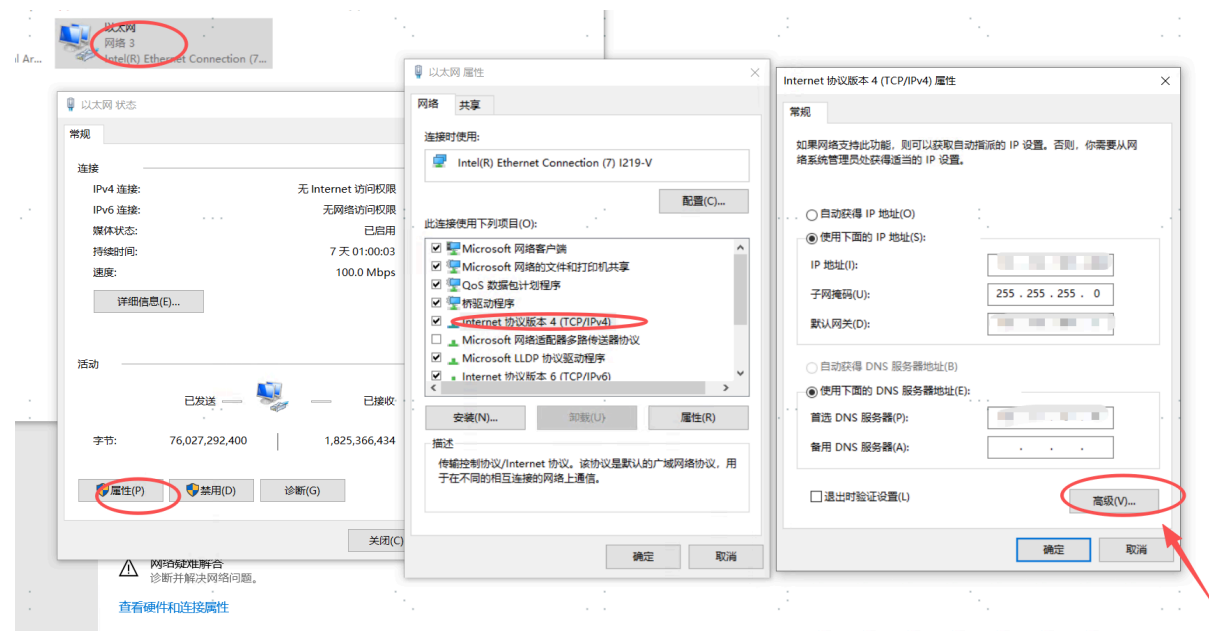 以太网
网络 3
Intel(R) Ethernet Connection (7...
l Ar...
以太网 状态
常规
连接
IPv4 连接: 无 Internet 访问权限
IPv6 连接: 无网络访问权限
媒体状态: 已启用
持续时间: 7 天 01:00:03
速度: 100.0 Mbps
详细信息(E)...
活动
已发送 — — 已接收
字节: 76,027,292,400 1,825,366,434
属性(P) 禁用(D) 诊断(G)
关闭(C)
网络疑难解答
诊断并解决网络问题。
查看硬件和连接属性
以太网 属性
网络 共享
连接时使用:
Intel(R) Ethernet Connection (7) I219-V
配置(C)...
此连接使用下列项目(O):
Microsoft 网络客户端
Microsoft 网络的文件和打印机共享
QoS 数据包计划程序
桥驱动程序
Internet 协议版本 4 (TCP/IPv4)
Microsoft 网络适配器多路传送器协议
Microsoft LLDP 协议驱动程序
Internet 协议版本 6 (TCP/IPv6)
安装(N)... 卸载(U) 属性(R)
描述
传输控制协议/Internet 协议。该协议是默认的广域网络协议，用
于在不同的相互连接的网络上通信。
确定 取消
Internet 协议版本 4 (TCP/IPv4) 属性
常规
如果网络支持此功能，则可以获取自动指派的 IP 设置。否则，你需要从网
络系统管理员处获得适当的 IP 设置。
自动获得 IP 地址(O)
使用下面的 IP 地址(S):
IP 地址(I):
子网掩码(U): 255 . 255 . 255 . 0
默认网关(D):
自动获得 DNS 服务器地址(B)
使用下面的 DNS 服务器地址(E):
首选 DNS 服务器(P):
备用 DNS 服务器(A): . . .
退出时验证设置(L)
高级(V)...
确定 取消